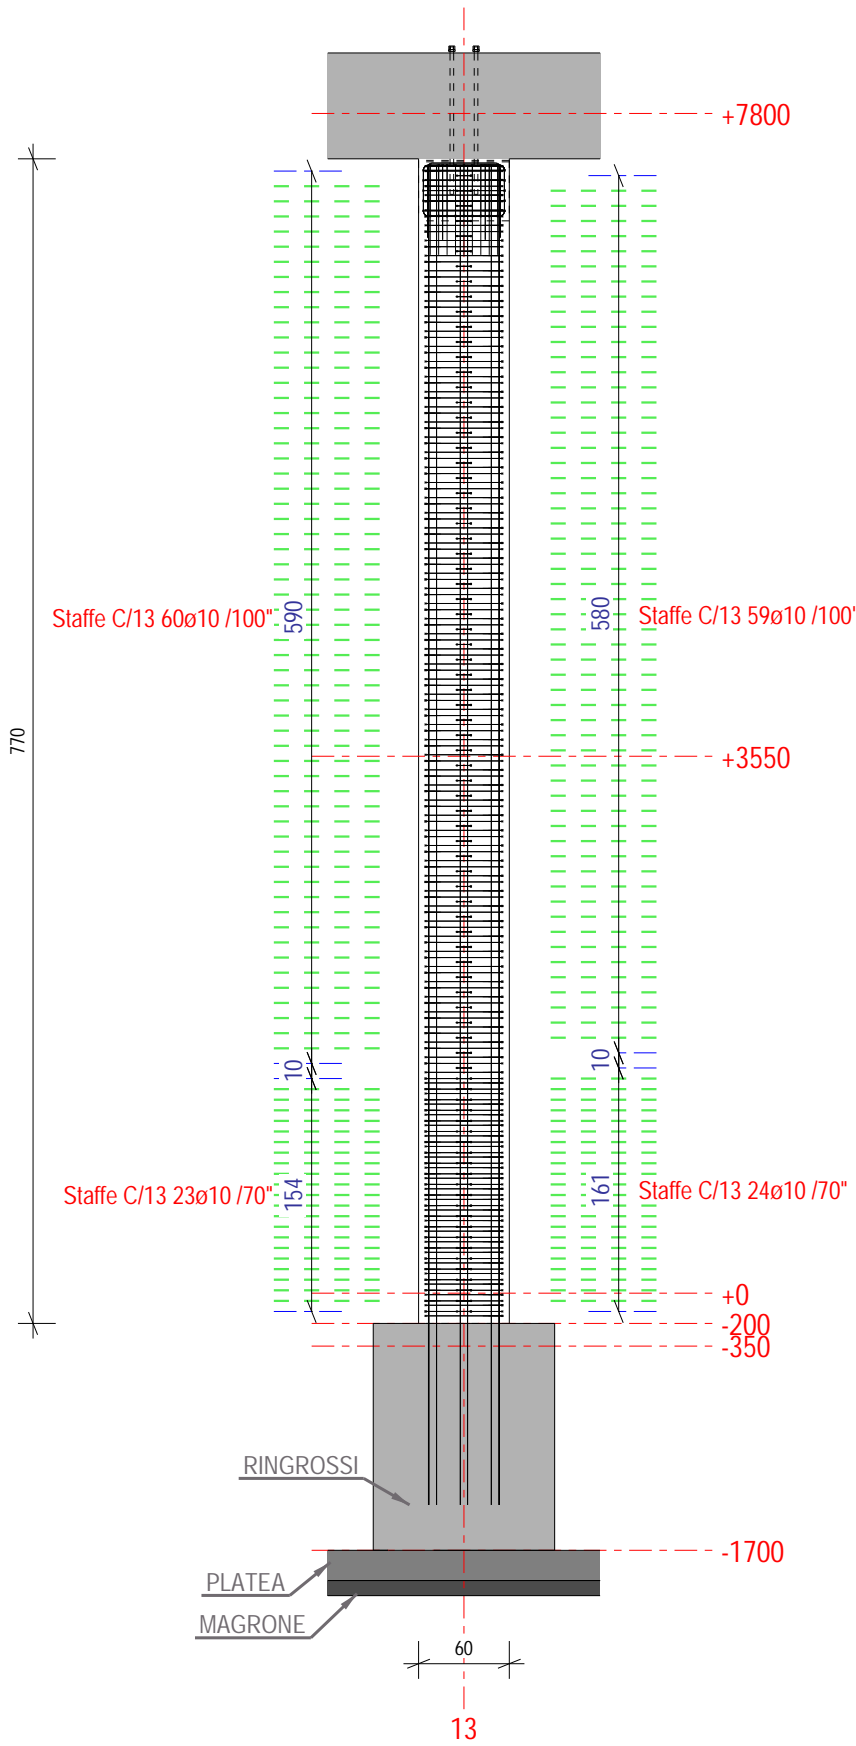 +7800
770
Staffe C/13 60ø10 /100"
590
580
Staffe C/13 59ø10 /100'
+3550
10
10
Staffe C/13 23ø10 /70"
154
161
Staffe C/13 24ø10 /70"
+0
-200
-350
RINGROSSI
-1700
PLATEA
MAGRONE
60
13